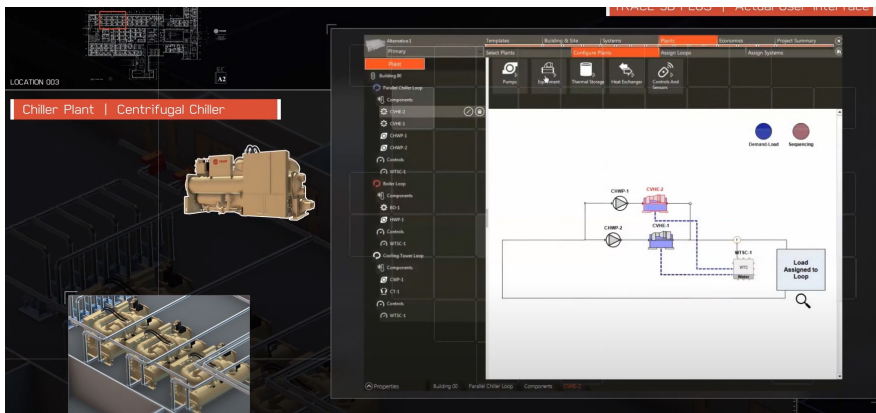 TRACE 3D PLUS | Actual User Interface
LOCATION 003
A2
Chiller Plant | Centrifugal Chiller
Alternative 1
Templates
Building & Site
Systems
Plants
Economics
Project Summary
Primary
Select Plants
Configure Plants
Assign Loops
Assign Systems
Plant
Building 00
Parallel Chiller Loop
Components
CVHE-2
CVHE-1
CHWP-1
CHWP-2
Controls
WTSC-1
Boiler Loop
Components
BO-1
HWP-1
Controls
WTSC-1
Cooling Tower Loop
Components
CWP-1
CT-1
Controls
WTSC-1
Pumps
Equipment
Thermal Storage
Heat Exchanger
Controls And
Sensors
Demand-Load
Sequencing
CHWP-1
CVHE-2
CHWP-2
CVHE-1
T
WTSC-1
WTC
Water
Load
Assigned to
Loop
Properties
Building 00
Parallel Chiller Loop
Components
CVHE-2